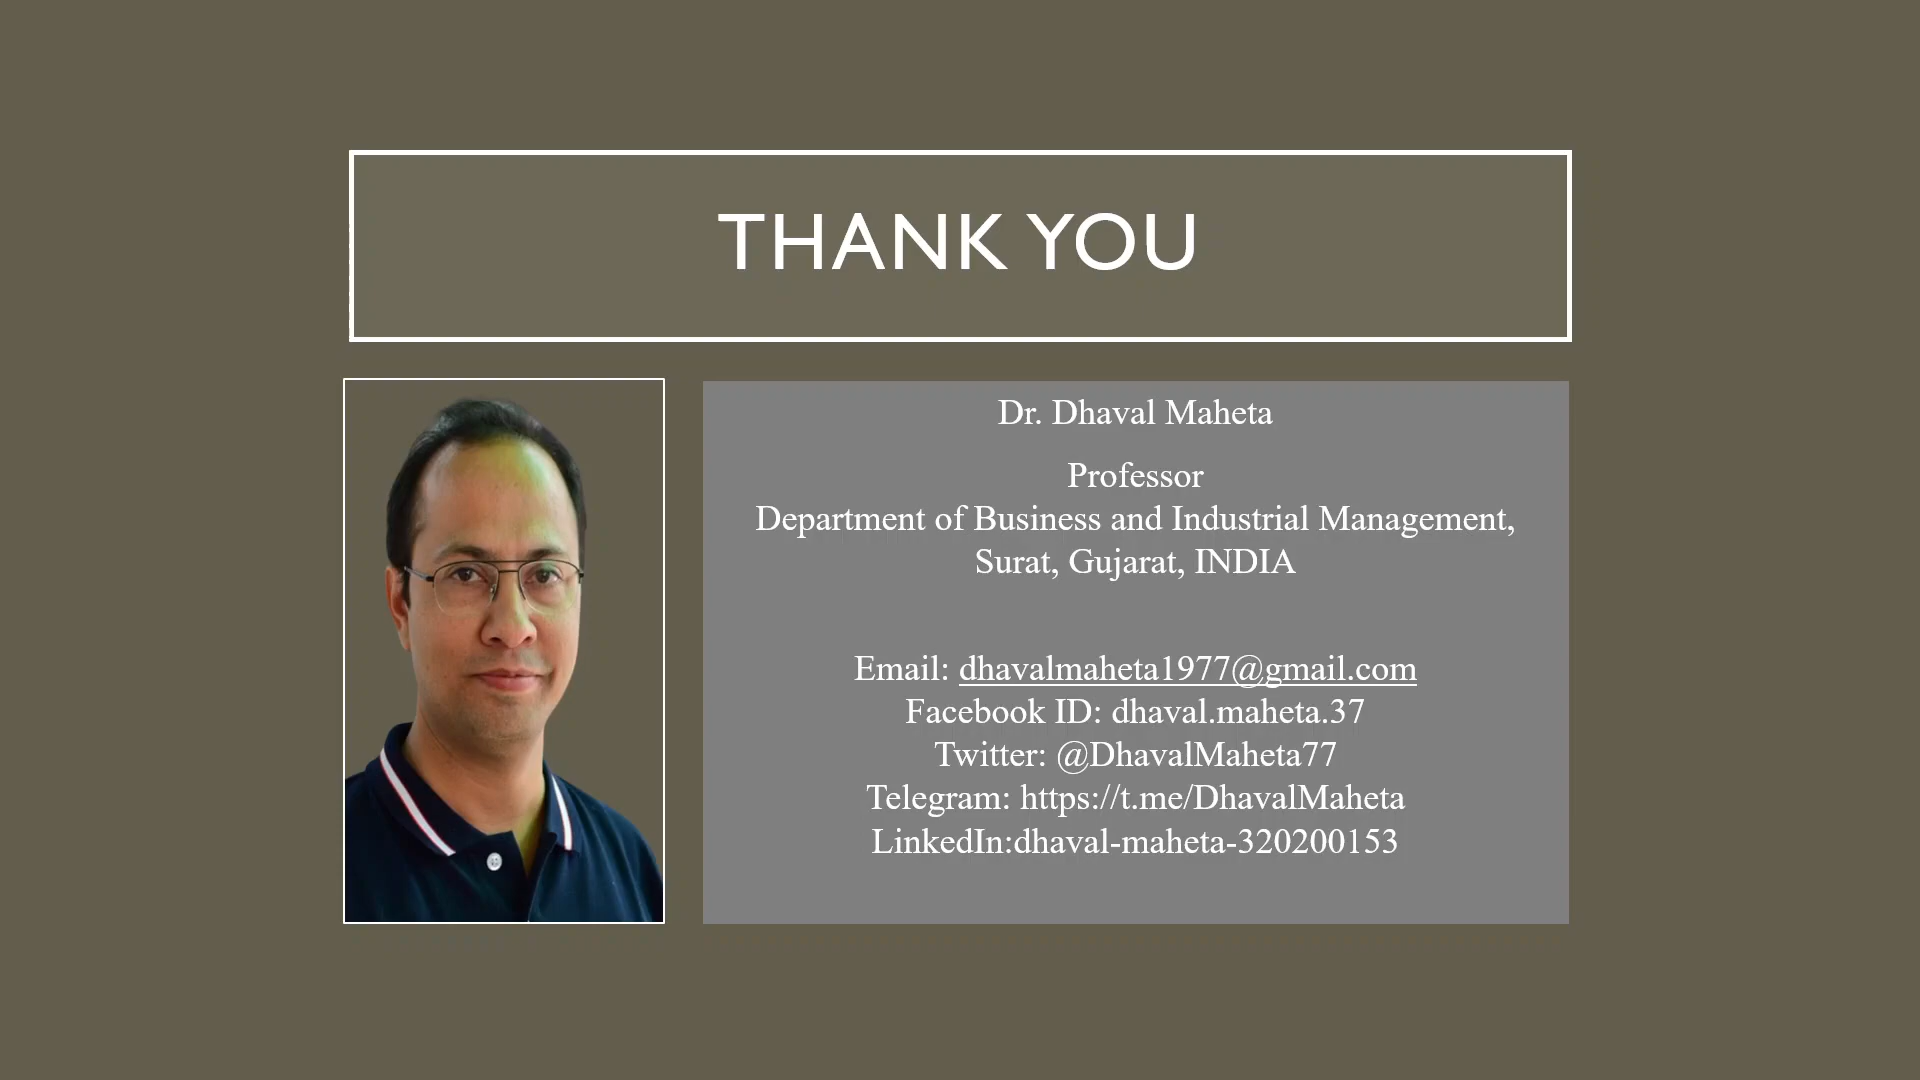 THANK YOU
Dr. Dhaval Maheta
Professor
Department of Business and Industrial Management,
Surat, Gujarat, INDIA
Email: dhavalmaheta1977@gmail.com
Facebook ID: dhaval.maheta.37
Twitter: @DhavalMaheta77
Telegram: https://t.me/DhavalMaheta
LinkedIn:dhaval-maheta-320200153